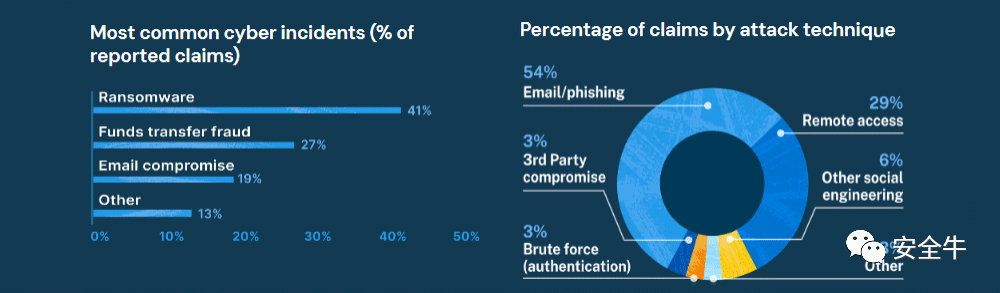 Most common cyber incidents (% of
reported claims)
Ransomware
41%
Funds transfer fraud
27%
Email compromise
19%
Other
13%
0%
10%
20%
30%
40%
50%
Percentage of claims by attack technique
54%
Email/phishing
29%
Remote access
3%
3rd Party
compromise
6%
Other social
engineering
3%
Brute force
(authentication)
Other
安全牛